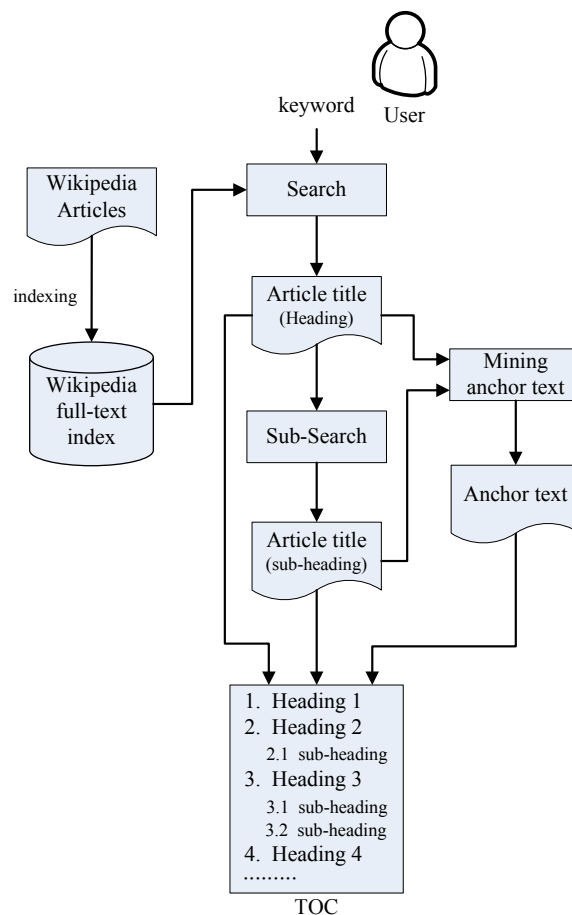 User
keyword
Wikipedia
Articles
Search
indexing
Article title
(Heading)
Wikipedia
full-text
index
Mining
anchor text
Sub-Search
Anchor text
Article title
(sub-heading)
1. Heading 1
2. Heading 2
2.1 sub-heading
3. Heading 3
3.1 sub-heading
3.2 sub-heading
4. Heading 4
.........
TOC